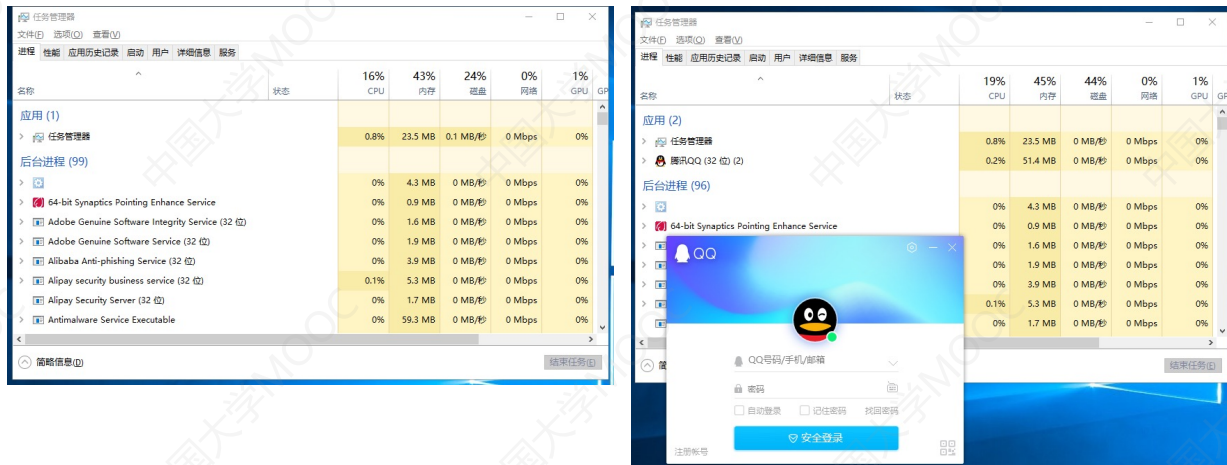 任务管理器
文件(F) 选项(O) 查看(V)
进程 性能 应用历史记录 启动 用户 详细信息 服务
16% 43% 24% 0% 1%
名称 状态 CPU 内存 磁盘 网络 GPU GP
应用 (1)
任务管理器 0.8% 23.5 MB 0.1 MB/秒 0 Mbps 0%
后台进程 (99)
0% 4.3 MB 0 MB/秒 0 Mbps 0%
64-bit Synaptics Pointing Enhance Service 0% 0.9 MB 0 MB/秒 0 Mbps 0%
Adobe Genuine Software Integrity Service (32 位) 0% 1.6 MB 0 MB/秒 0 Mbps 0%
Adobe Genuine Software Service (32 位) 0% 1.9 MB 0 MB/秒 0 Mbps 0%
Alibaba Anti-phishing Service (32 位) 0% 3.9 MB 0 MB/秒 0 Mbps 0%
Alipay security business service (32 位) 0.1% 5.3 MB 0 MB/秒 0 Mbps 0%
Alipay Security Server (32 位) 0% 1.7 MB 0 MB/秒 0 Mbps 0%
Antimalware Service Executable 0% 59.3 MB 0 MB/秒 0 Mbps 0%
简略信息(D) 结束任务(E)
任务管理器
文件(F) 选项(O) 查看(V)
进程 性能 应用历史记录 启动 用户 详细信息 服务
19% 45% 44% 0% 1%
名称 状态 CPU 内存 磁盘 网络 GPU GP
应用 (2)
任务管理器 0.8% 23.5 MB 0 MB/秒 0 Mbps 0%
腾讯QQ (32 位) (2) 0.2% 51.4 MB 0 MB/秒 0 Mbps 0%
后台进程 (96)
0% 4.3 MB 0 MB/秒 0 Mbps 0%
64-bit Synaptics Pointing Enhance Service 0% 0.9 MB 0 MB/秒 0 Mbps 0%
0% 1.6 MB 0 MB/秒 0 Mbps 0%
0% 1.9 MB 0 MB/秒 0 Mbps 0%
0% 3.9 MB 0 MB/秒 0 Mbps 0%
0.1% 5.3 MB 0 MB/秒 0 Mbps 0%
0% 1.7 MB 0 MB/秒 0 Mbps 0%
结束任务(E)
QQ
QQ号码/手机/邮箱
密码
自动登录 记住密码 找回密码
安全登录
注册帐号
中国大学MOOC